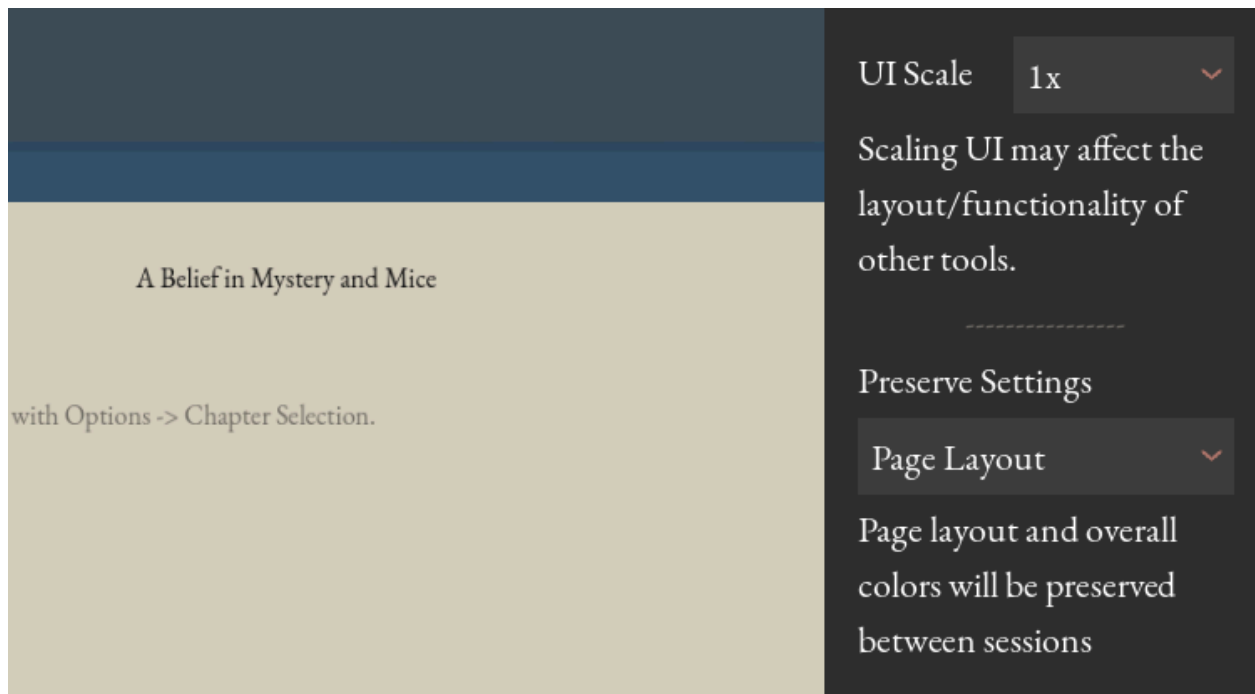 UI Scale
1x
Scaling UI may affect the
layout/functionality of
other tools.
----------------
Preserve Settings
Page Layout
Page layout and overall
colors will be preserved
between sessions
A Belief in Mystery and Mice
with Options -> Chapter Selection.